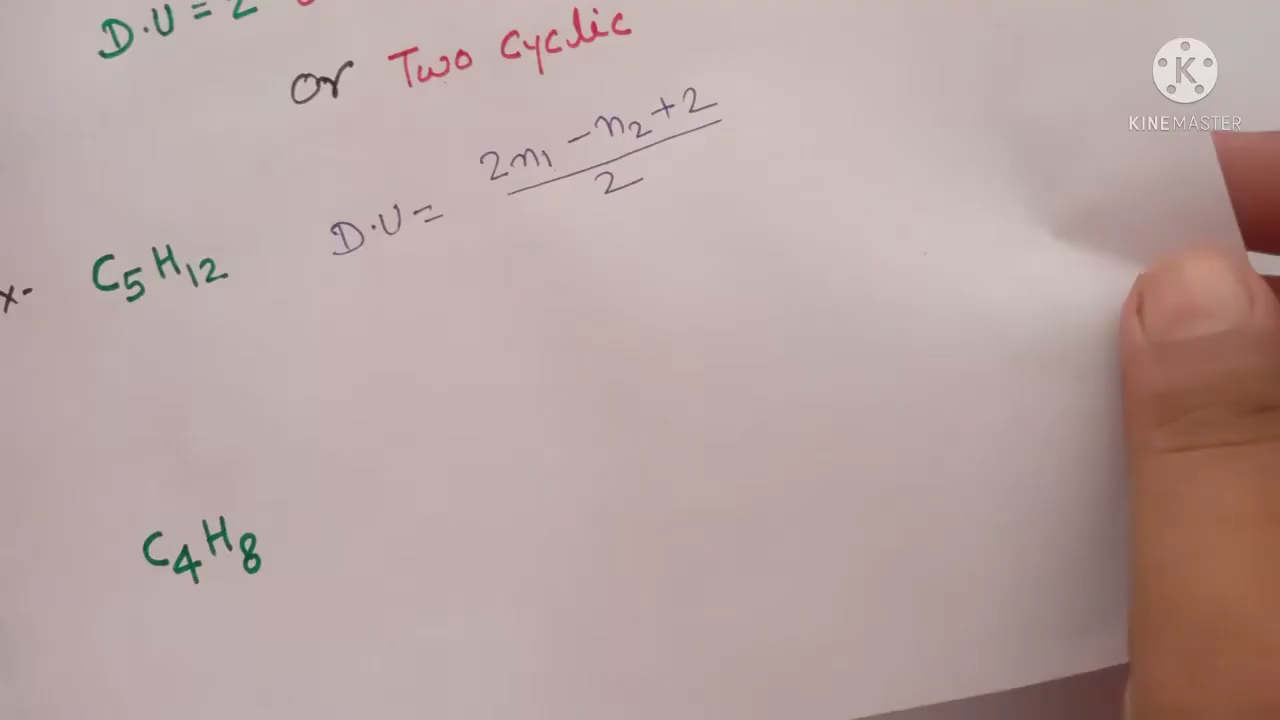 D.U = 2
or Two cyclic
D.U = 2n1 - n2 + 2 / 2
x- C5H12
C4H8
KINEMASTER